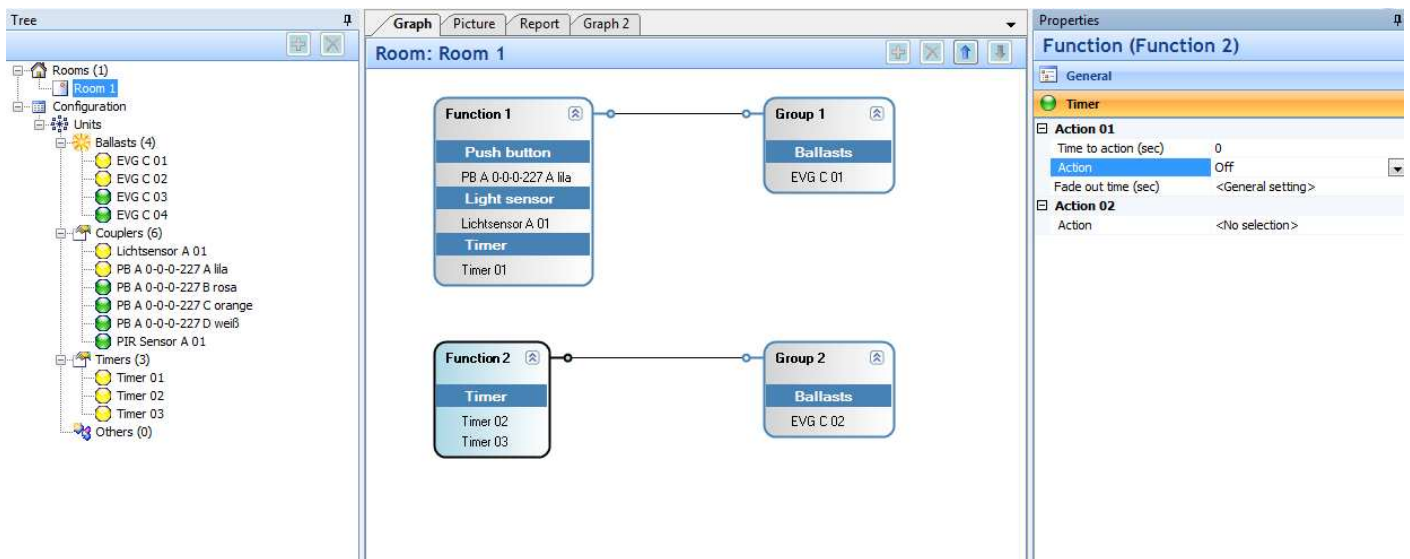 Tree
Rooms (1)
Room 1
Configuration
Units
Ballasts (4)
EVG C 01
EVG C 02
EVG C 03
EVG C 04
Couplers (6)
Lichtsensor A 01
PB A 0-0-0-227 A lila
PB A 0-0-0-227 B rosa
PB A 0-0-0-227 C orange
PB A 0-0-0-227 D weiß
PIR Sensor A 01
Timers (3)
Timer 01
Timer 02
Timer 03
Others (0)
Graph Picture Report Graph 2
Room: Room 1
Function 1
Push button
PB A 0-0-0-227 A lila
Light sensor
Lichtsensor A 01
Timer
Timer 01
Group 1
Ballasts
EVG C 01
Function 2
Timer
Timer 02
Timer 03
Group 2
Ballasts
EVG C 02
Properties
Function (Function 2)
General
Timer
Action 01
Time to action (sec) 0
Action Off
Fade out time (sec) <General setting>
Action 02
Action <No selection>